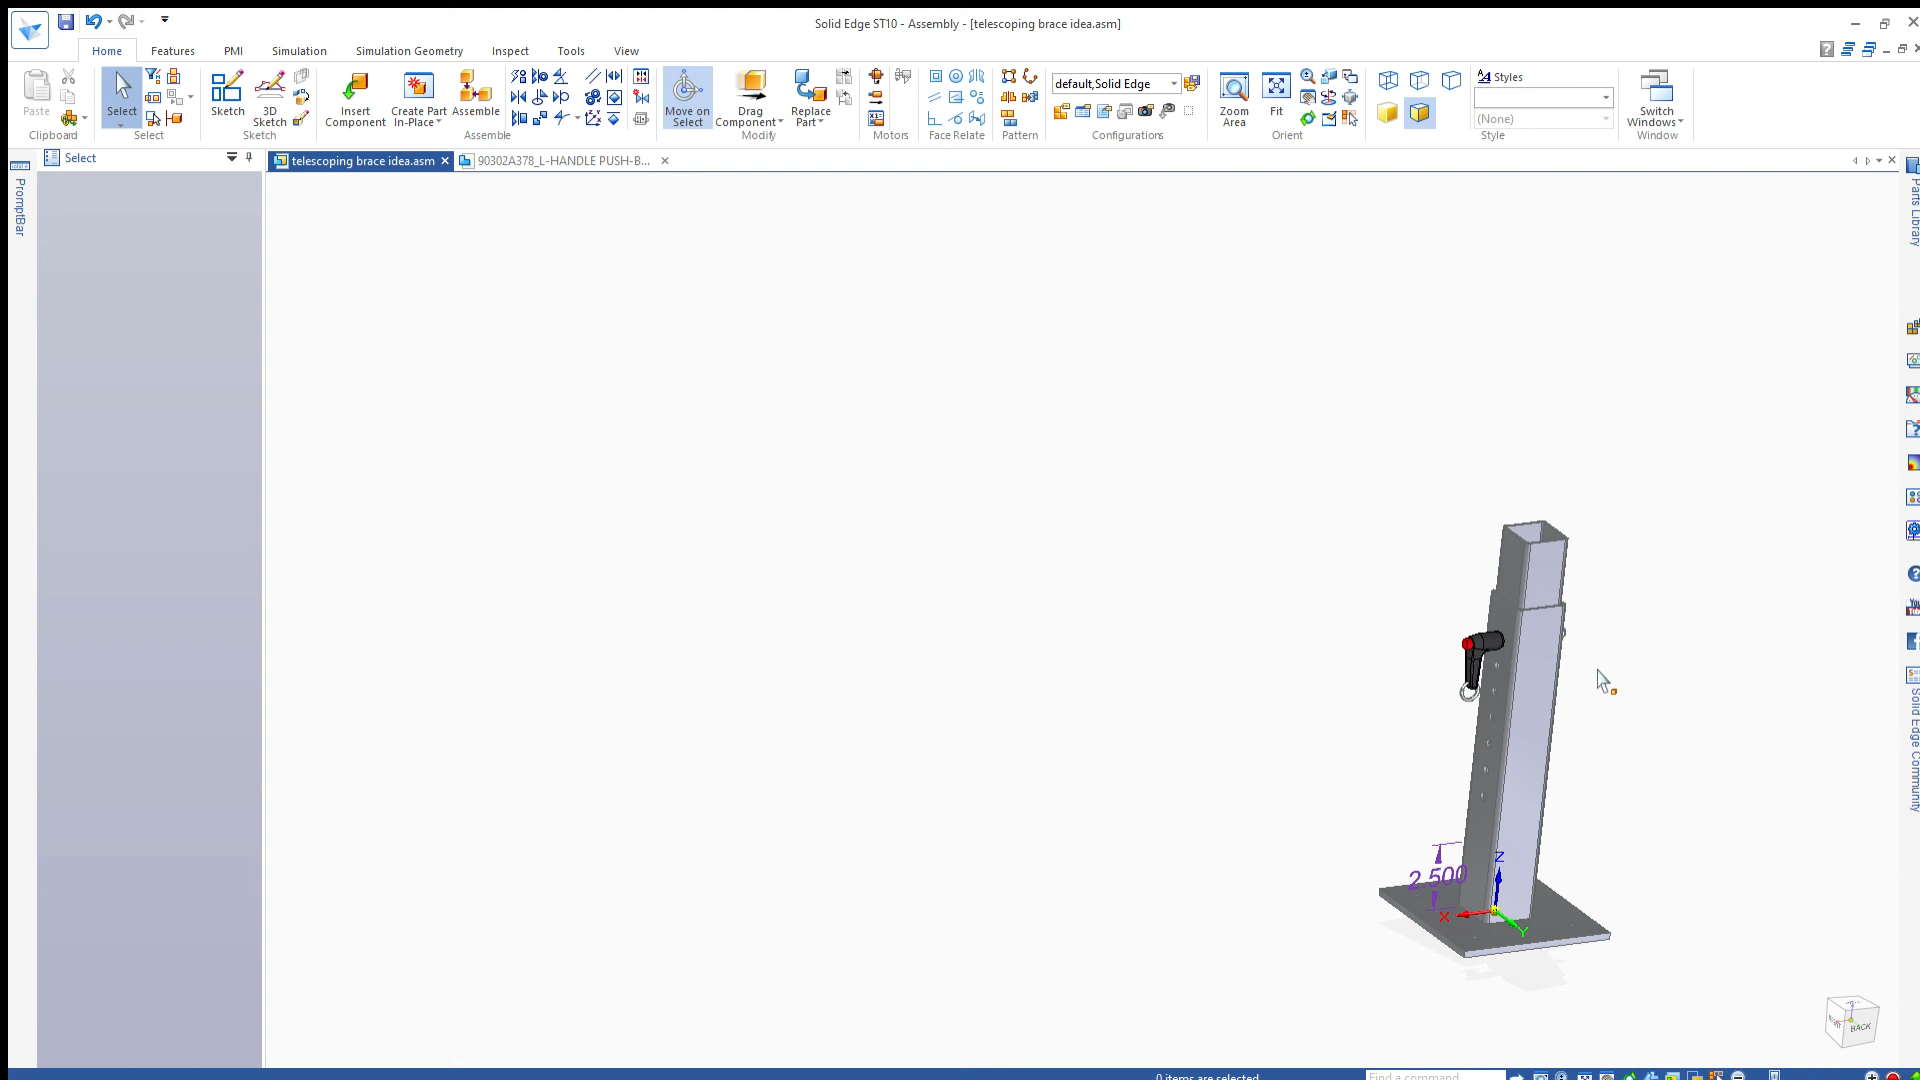 Solid Edge ST10 - Assembly - [telescoping brace idea.asm]
Home
Features
PMI
Simulation
Simulation Geometry
Inspect
Tools
View
Paste
Clipboard
Select
Select
Sketch
3D
Sketch
Sketch
Insert
Component
Create Part
In-Place
Assemble
Assemble
Move on
Select
Drag
Component
Replace
Part
Modify
Motors
Face Relate
Pattern
default,Solid Edge
Configurations
Zoom
Area
Fit
Orient
Styles
(None)
Style
Switch
Windows
Window
PromptBar
Select
telescoping brace idea.asm
90302A378_L-HANDLE PUSH-B...
Parts Library
Solid Edge Community
2.500
Z
X
Y
BACK
0 items are selected
Find a command